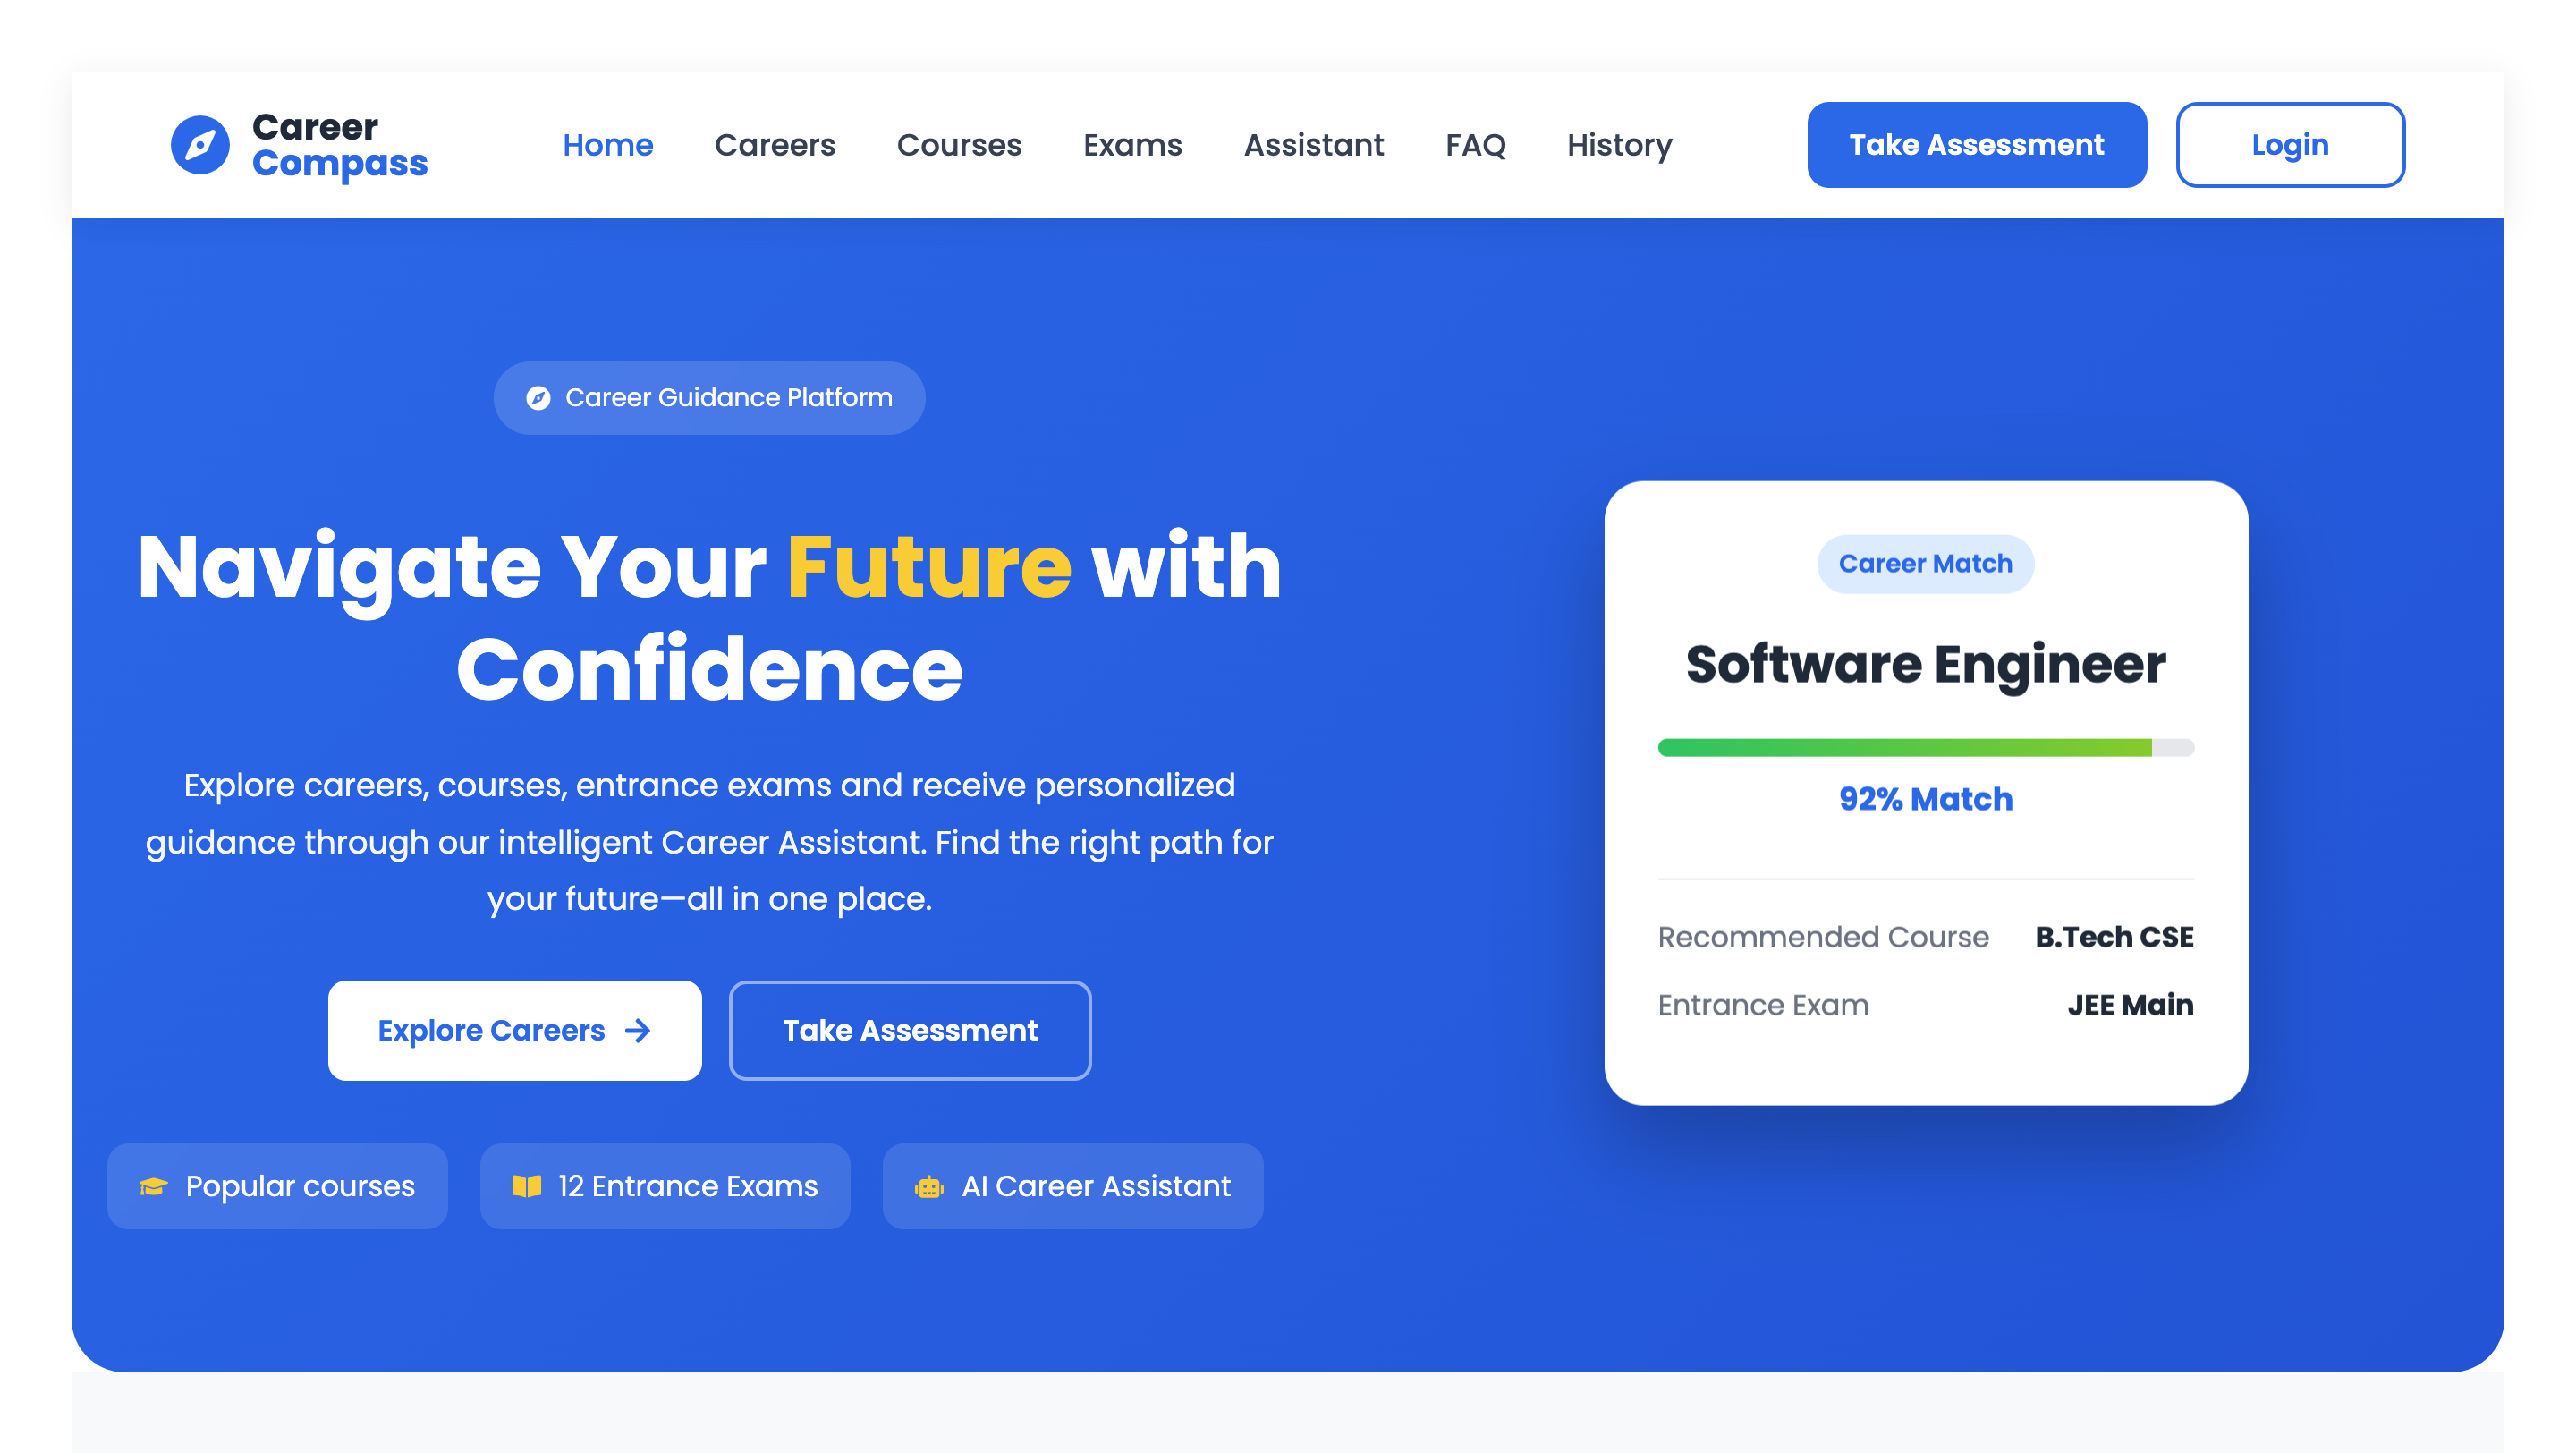 Career
Compass
Home
Careers
Courses
Exams
Assistant
FAQ
History
Take Assessment
Login
Career Guidance Platform
Navigate Your Future with
Confidence
Explore careers, courses, entrance exams and receive personalized
guidance through our intelligent Career Assistant. Find the right path for
your future—all in one place.
Explore Careers
Take Assessment
Popular courses
12 Entrance Exams
AI Career Assistant
Career Match
Software Engineer
92% Match
Recommended Course B.Tech CSE
Entrance Exam JEE Main